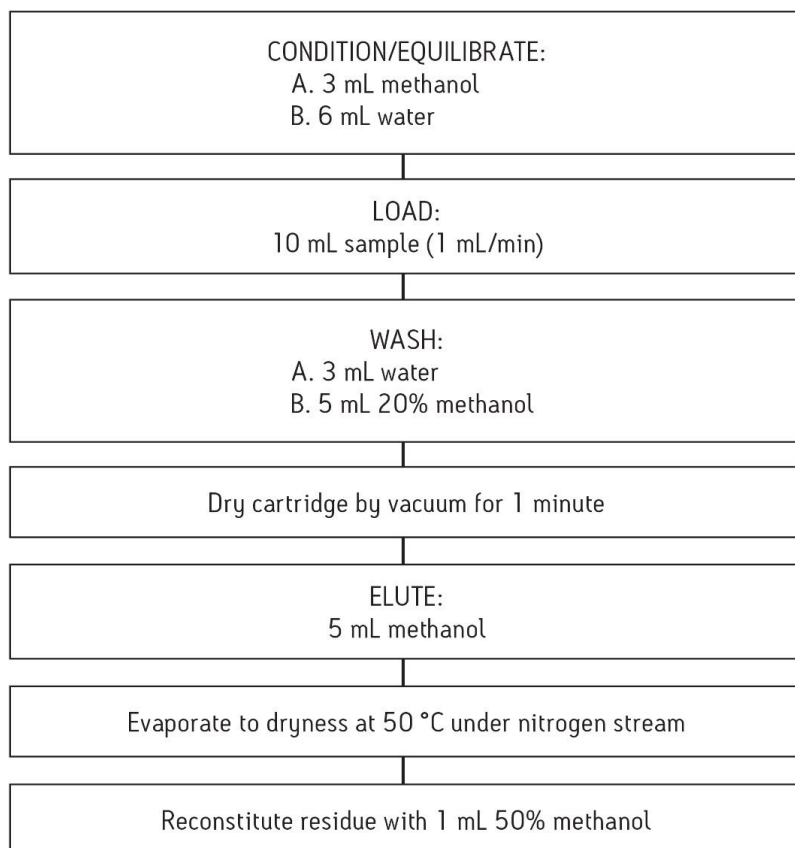 CONDITION/EQUILIBRATE:
A. 3 mL methanol
B. 6 mL water
LOAD:
10 mL sample (1 mL/min)
WASH:
A. 3 mL water
B. 5 mL 20% methanol
Dry cartridge by vacuum for 1 minute
ELUTE:
5 mL methanol
Evaporate to dryness at 50 °C under nitrogen stream
Reconstitute residue with 1 mL 50% methanol